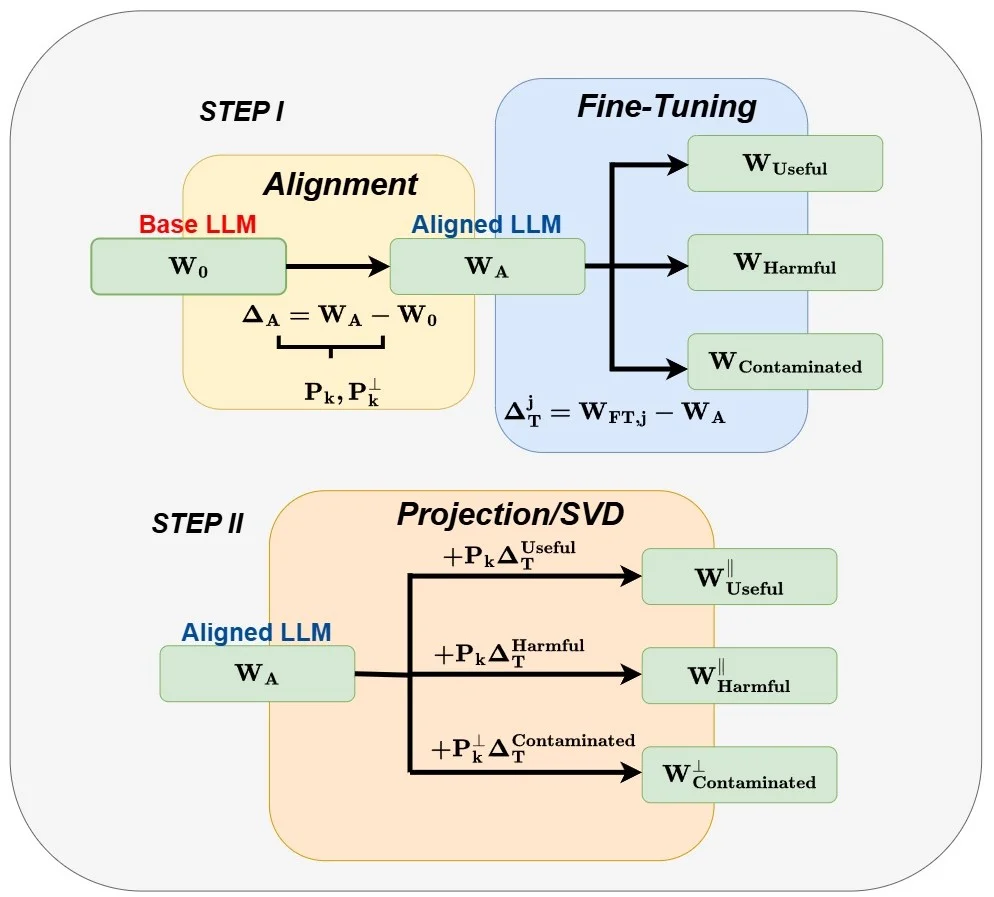 STEP I
Fine-Tuning
Alignment
Base LLM
W₀
Aligned LLM
W_A
W_Useful
W_Harmful
W_Contaminated
Δ_A = W_A − W₀
P_k, P_k^⊥
Δ_T^j = W_FT,j − W_A
STEP II
Projection/SVD
Aligned LLM
W_A
+P_k Δ_T^Useful
W_Useful^∥
+P_k Δ_T^Harmful
W_Harmful^∥
+P_k^⊥ Δ_T^Contaminated
W_Contaminated^⊥